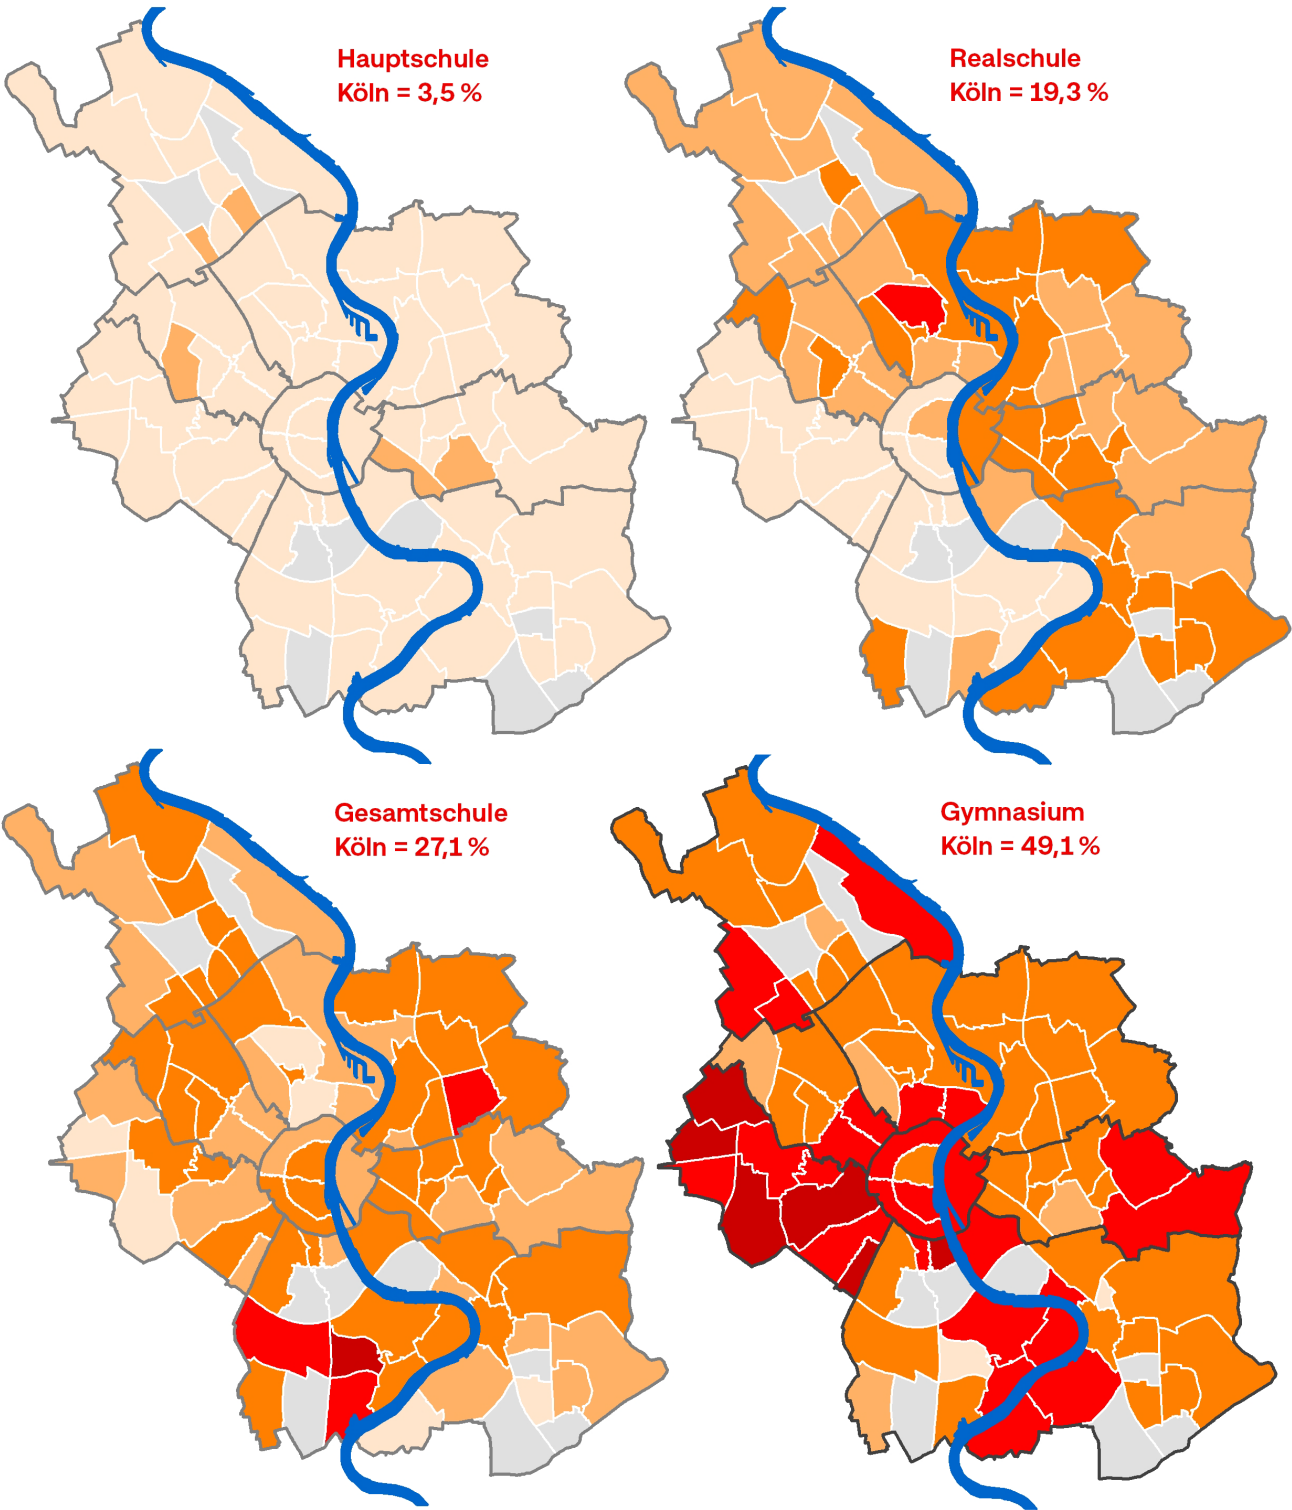 Hauptschule
Köln = 3,5 %
Realschule
Köln = 19,3 %
Gesamtschule
Köln = 27,1 %
Gymnasium
Köln = 49,1 %